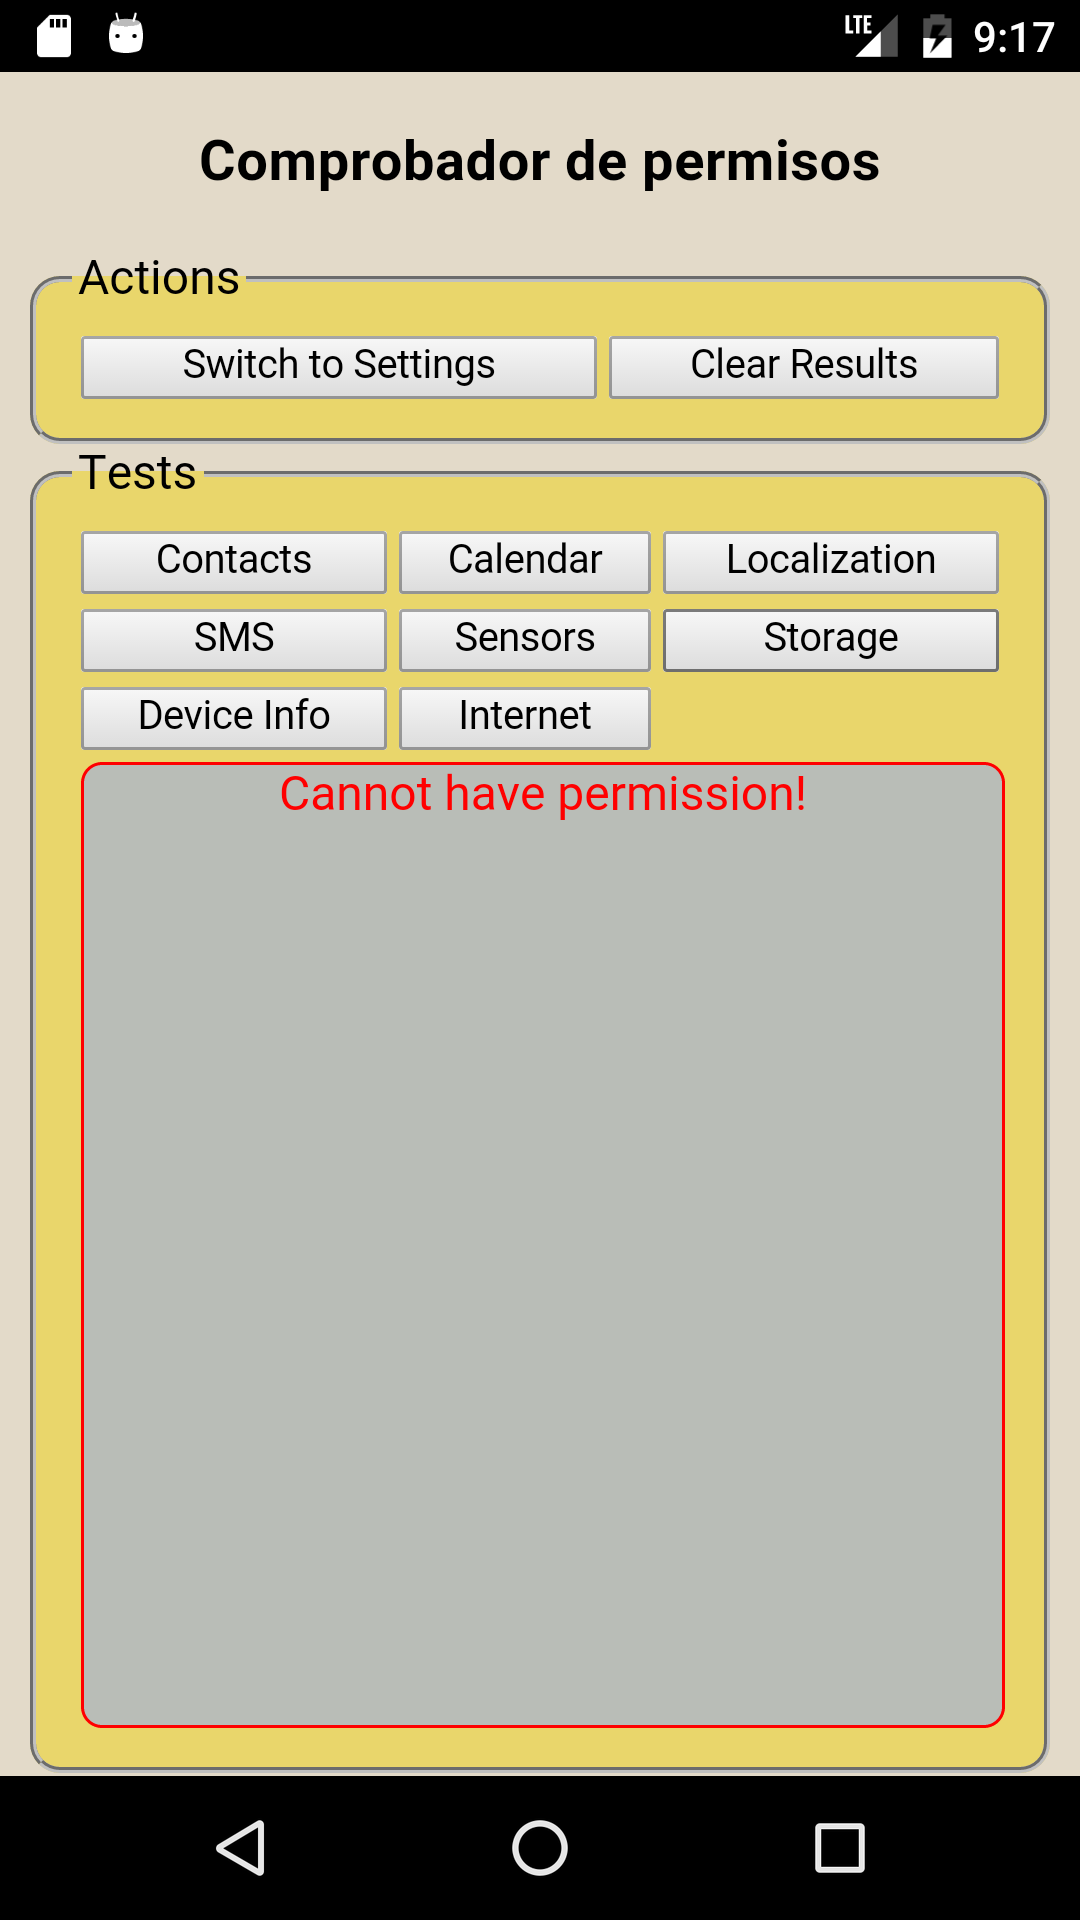 LTE 9:17
Comprobador de permisos
Actions
Switch to Settings Clear Results
Tests
Contacts Calendar Localization
SMS Sensors Storage
Device Info Internet
Cannot have permission!